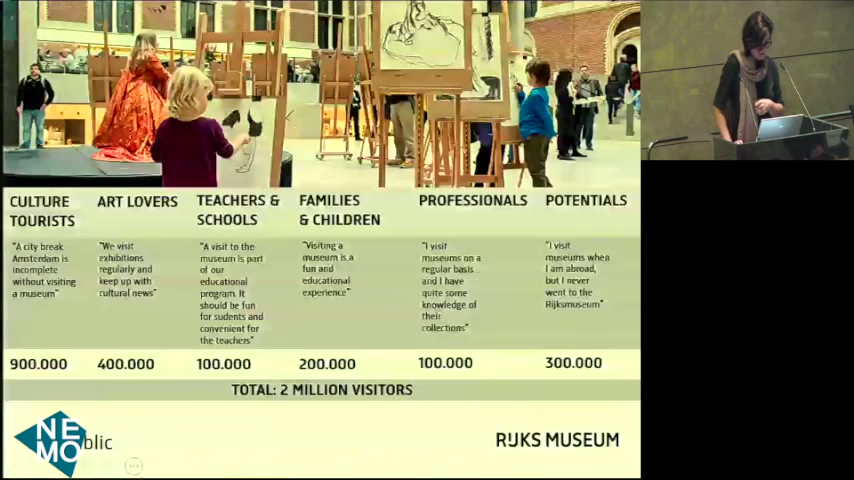 CULTURE
TOURISTS
ART LOVERS
TEACHERS &
SCHOOLS
FAMILIES
& CHILDREN
PROFESSIONALS
POTENTIALS
"A city break
Amsterdam is
incomplete
without visiting
a museum"
"We visit
exhibitions
regularly and
keep up with
cultural news"
"A visit to the
museum is part
of our
educational
program. It
should be fun
for sudents and
convenient for
the teachers"
"Visiting a
museum is a
fun and
educational
experience"
"I visit
museums on a
regular basis
and I have
quite some
knowledge of
their
collections"
"I visit
museums when
I am abroad,
but I never
went to the
Rijksmuseum"
900.000
400.000
100.000
200.000
100.000
300.000
TOTAL: 2 MILLION VISITORS
NE
MO
blic
RIJKS MUSEUM